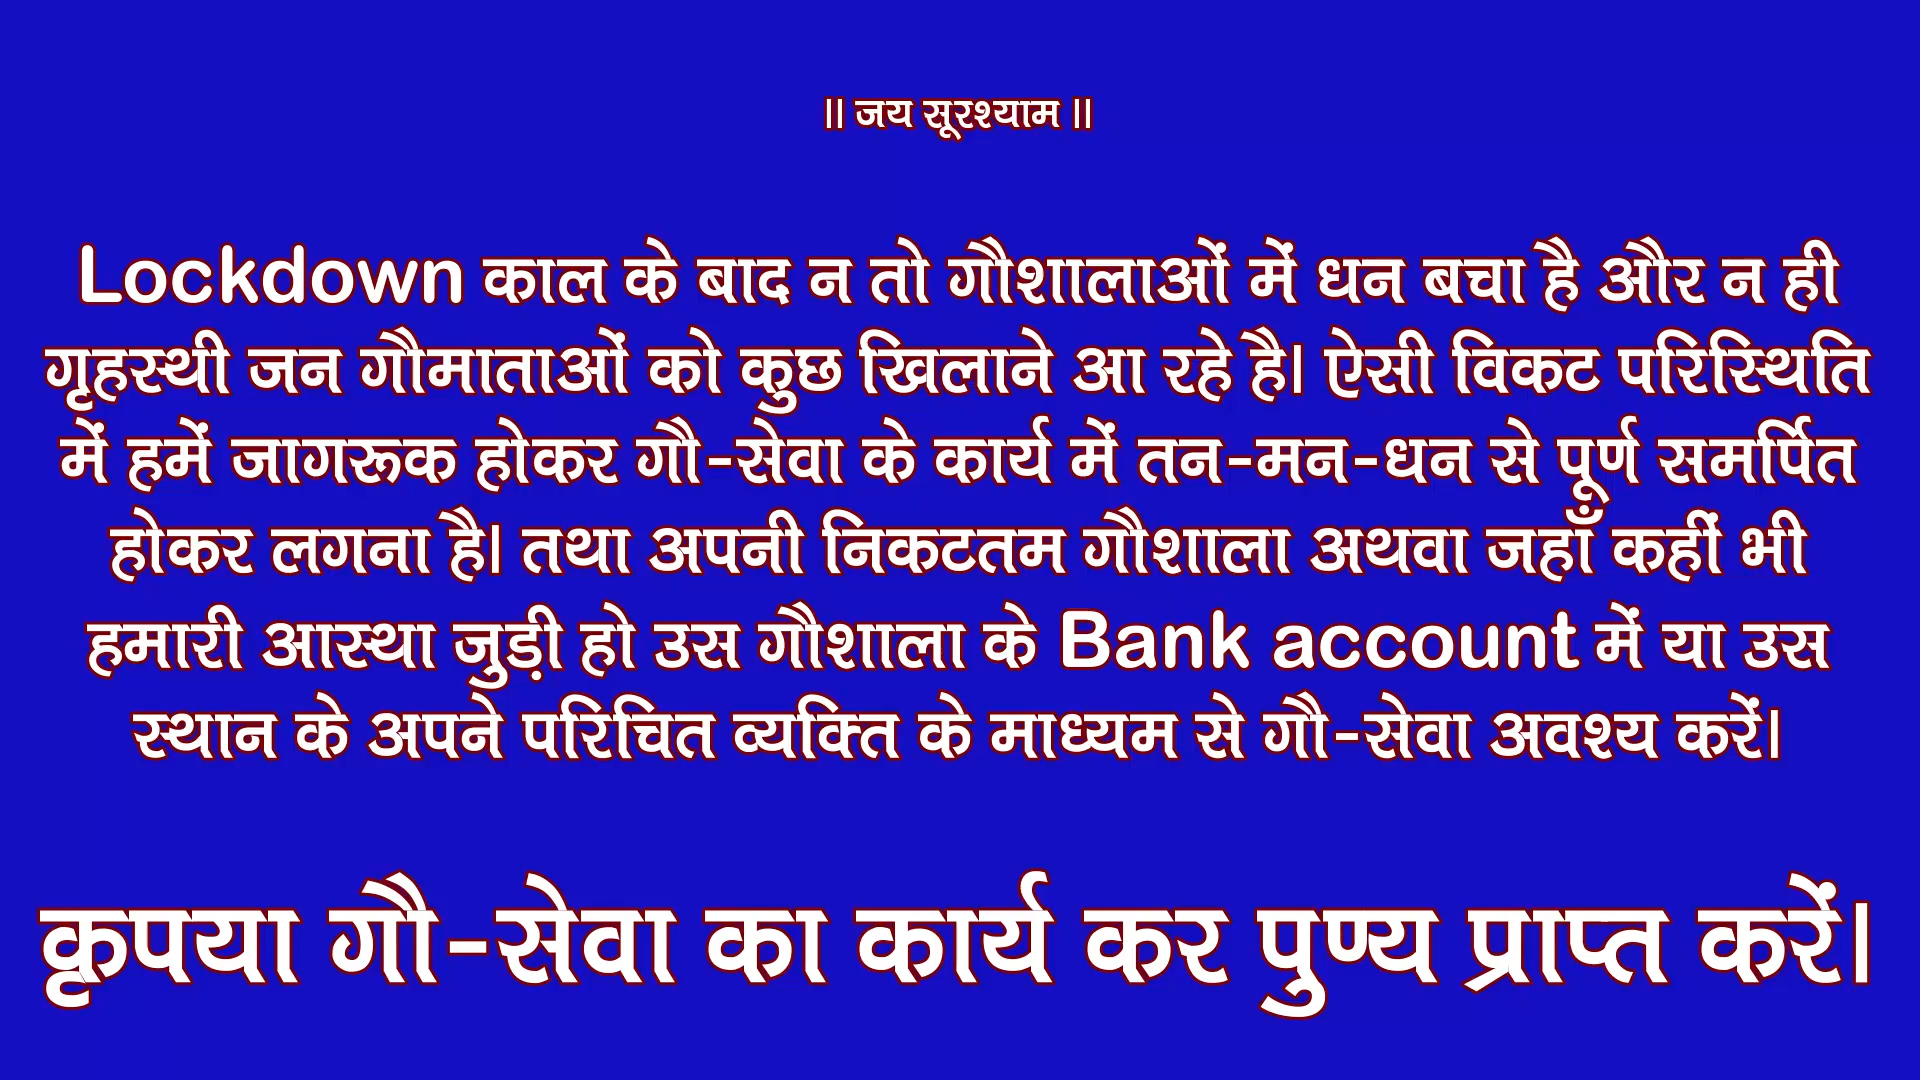 ॥ जय सूरश्याम ॥
Lockdown काल के बाद न तो गौशालाओं में धन बचा है और न ही
गृहस्थी जन गौमाताओं को कुछ खिलाने आ रहे है। ऐसी विकट परिस्थिति
में हमें जागरूक होकर गौ-सेवा के कार्य में तन-मन-धन से पूर्ण समर्पित
होकर लगना है। तथा अपनी निकटतम गौशाला अथवा जहाँ कहीं भी
हमारी आस्था जुड़ी हो उस गौशाला के Bank account में या उस
स्थान के अपने परिचित व्यक्ति के माध्यम से गौ-सेवा अवश्य करें।
कृपया गौ-सेवा का कार्य कर पुण्य प्राप्त करें।